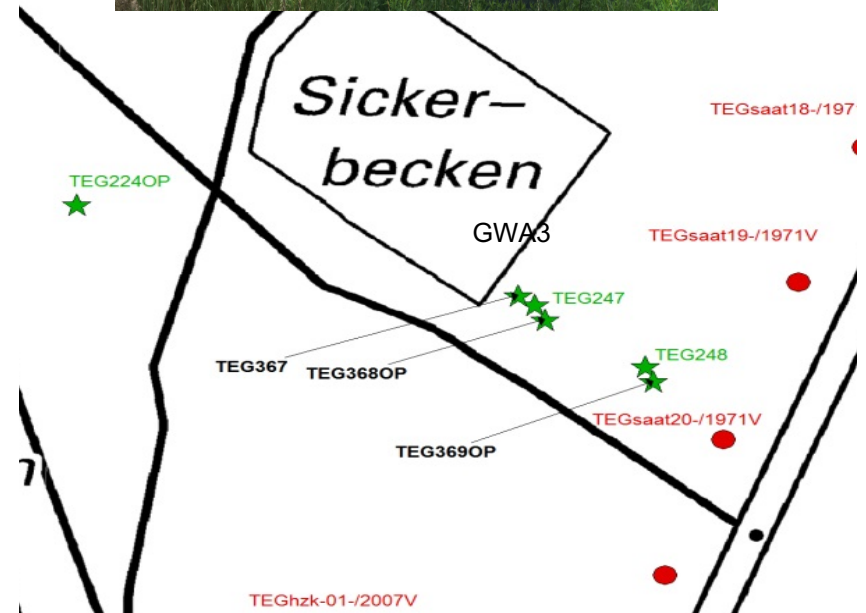 Sicker-
becken
TEGsaat18-/1971
TEG224OP
GWA3
TEGsaat19-/1971V
TEG247
TEG367
TEG368OP
TEG248
TEGsaat20-/1971V
TEG369OP
n
TEGhzk-01-/2007V